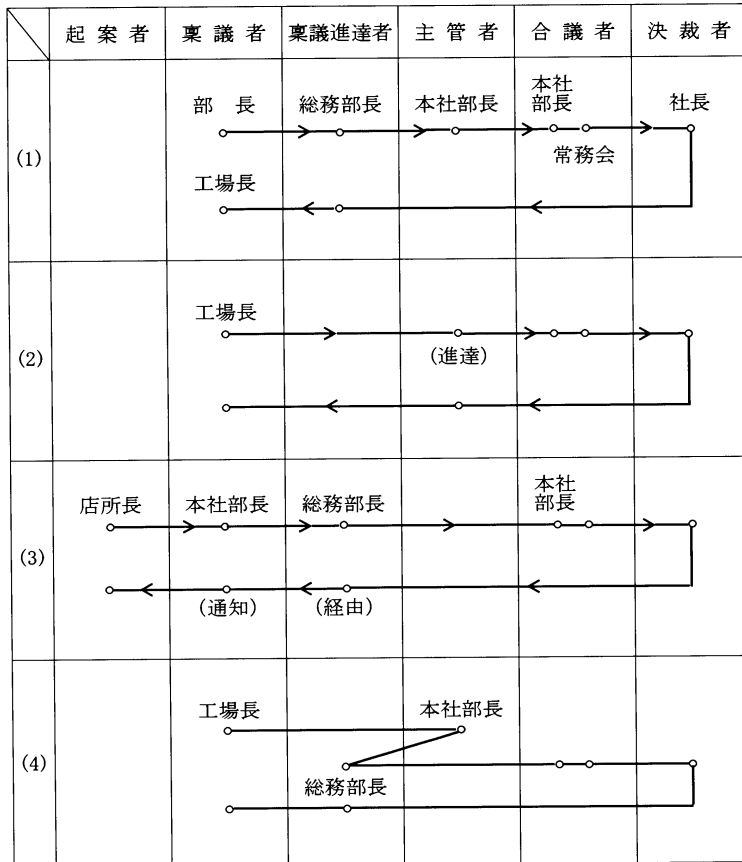 起案者 稟議者 稟議進達者 主管者 合議者 決裁者
(1)
部長 総務部長 本社部長 本社
部長 社長
常務会
工場長
(2)
工場長
(進達)
(3)
店所長 本社部長 総務部長 本社
部長
(通知) (経由)
(4)
工場長 本社部長
総務部長